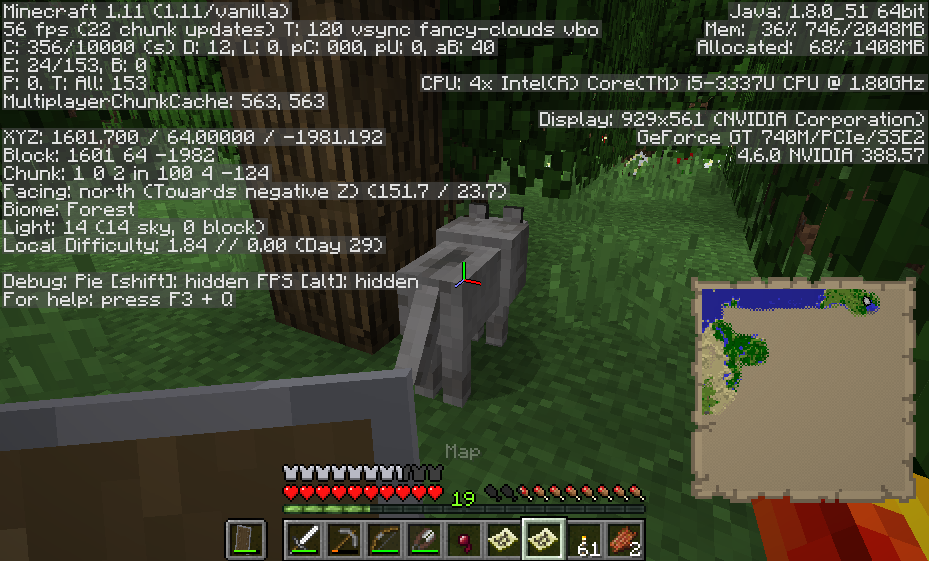 Minecraft 1.11 (1.11/vanilla)
56 fps (22 chunk updates) T: 120 vsync fancy-clouds vbo
C: 356/10000 (s) D: 12, L: 0, pC: 000, pU: 0, aB: 40
E: 24/153, B: 0
P: 0. T: All: 153
MultiplayerChunkCache: 563, 563
XYZ: 1601.700 / 64.00000 / -1981.192
Block: 1601 64 -1982
Chunk: 1 0 2 in 100 4 -124
Facing: north (Towards negative Z) (151.7 / 23.7)
Biome: Forest
Light: 14 (14 sky, 0 block)
Local Difficulty: 1.84 // 0.00 (Day 29)
Debug: Pie [shift]: hidden FPS [alt]: hidden
For help: press F3 + Q
Java: 1.8.0_51 64bit
Mem: 36% 746/2048MB
Allocated: 68% 1408MB
CPU: 4x Intel(R) Core(TM) i5-3337U CPU @ 1.80GHz
Display: 929x561 (NVIDIA Corporation)
GeForce GT 740M/PCIe/SSE2
4.6.0 NVIDIA 388.57
Map
19
61
2